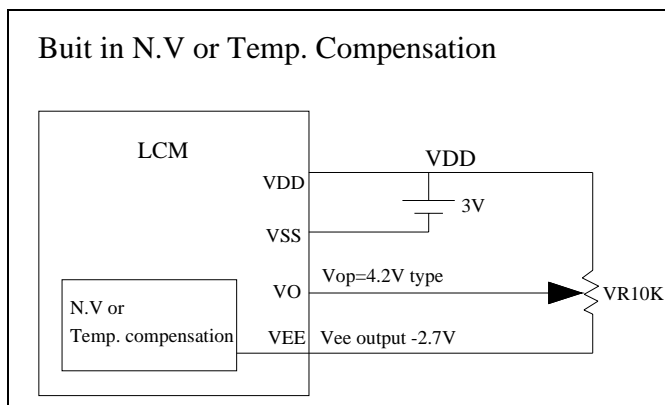 Buit in N.V or Temp. Compensation
LCM
VDD
VDD
3V
VSS
VO
Vop=4.2V type
VR10K
N.V or
Temp. compensation
VEE
Vee output -2.7V